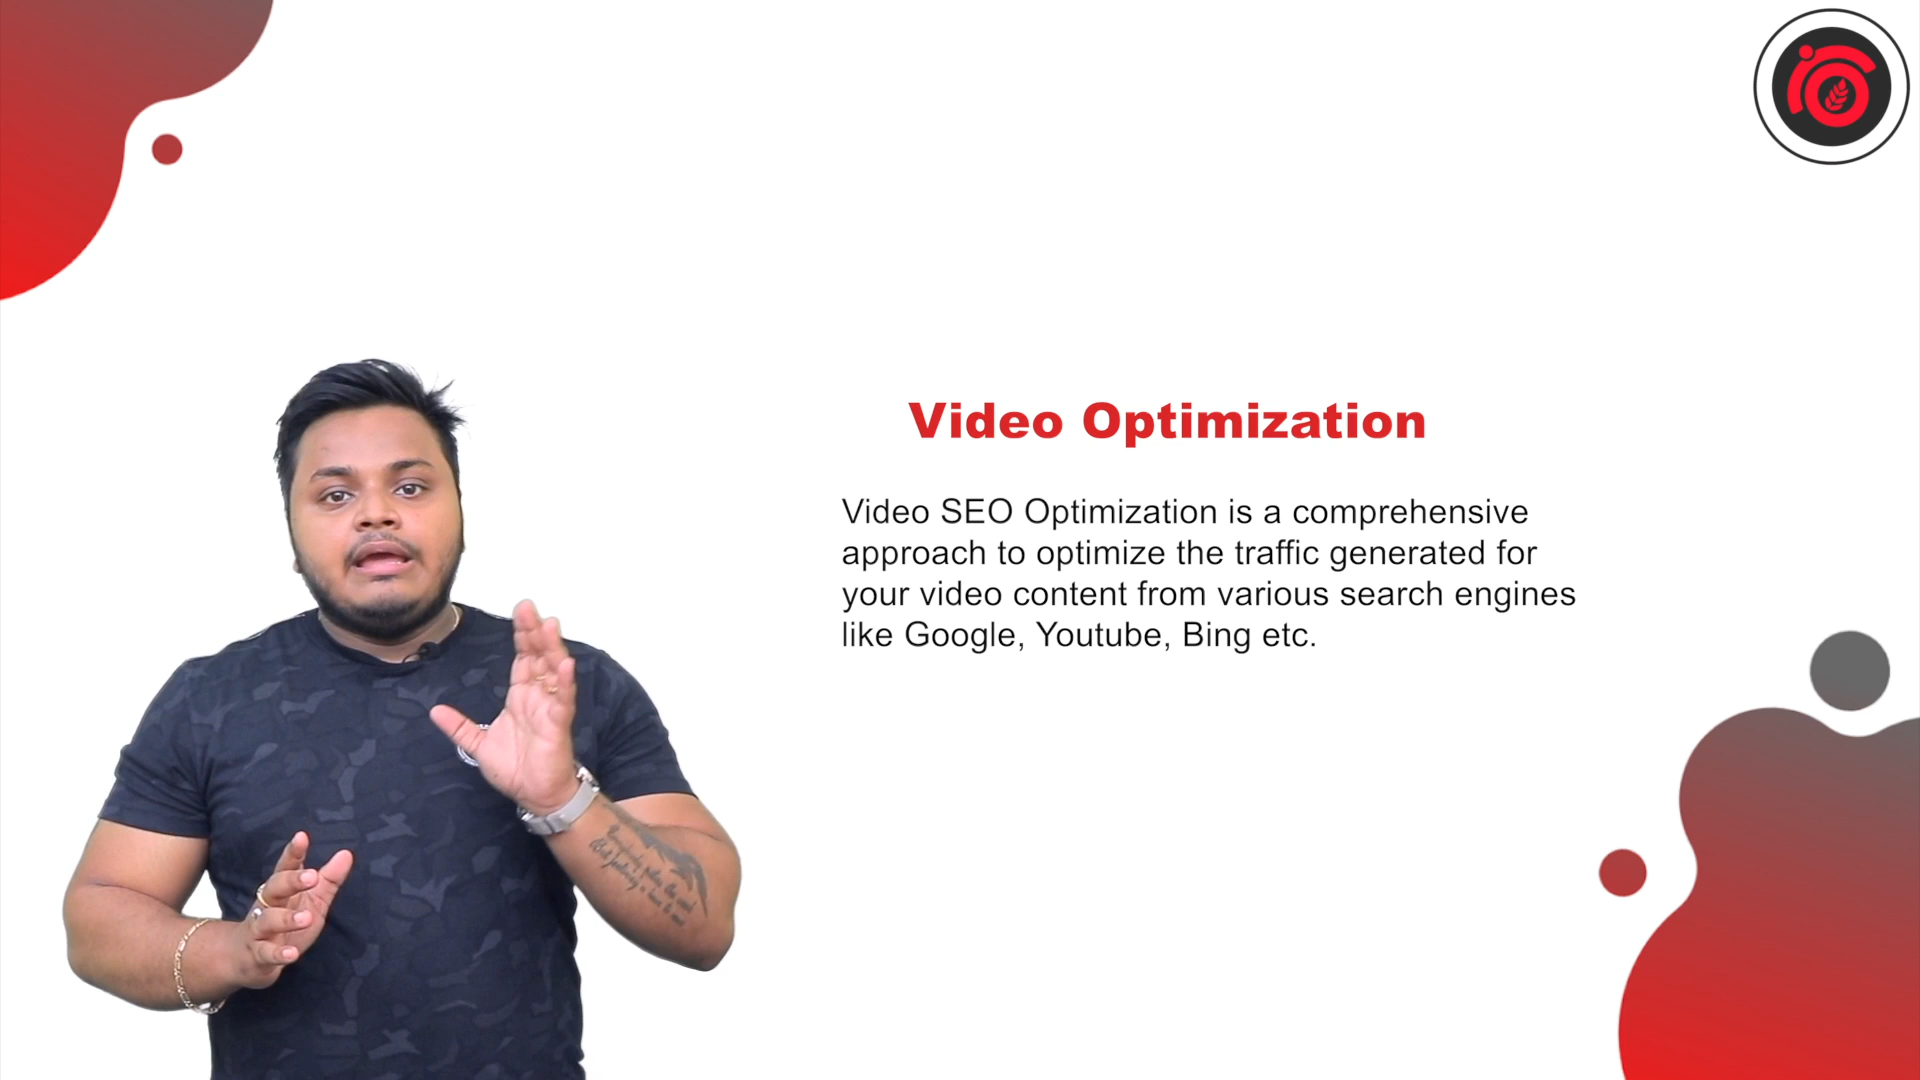 Video Optimization
Video SEO Optimization is a comprehensive
approach to optimize the traffic generated for
your video content from various search engines
like Google, Youtube, Bing etc.